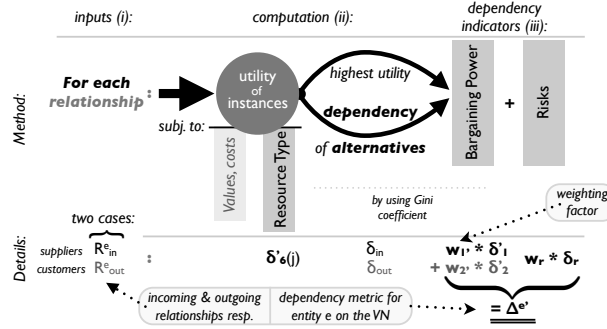 inputs (i):
computation (ii):
dependency
indicators (iii):
Method:
For each
relationship:
utility
of
instances
subj. to:
Values, costs
Resource Type
highest utility
dependency
of alternatives
Bargaining Power
+
Risks
by using Gini
coefficient
weighting
factor
Details:
two cases:
suppliers R^e_in : δ'_6(j) δ_in w_1' * δ'_1 w_r * δ_r
customers R^e_out δ_out + w_2' * δ'_2
incoming & outgoing
relationships resp.
dependency metric for
entity e on the VN
= Δ^e'